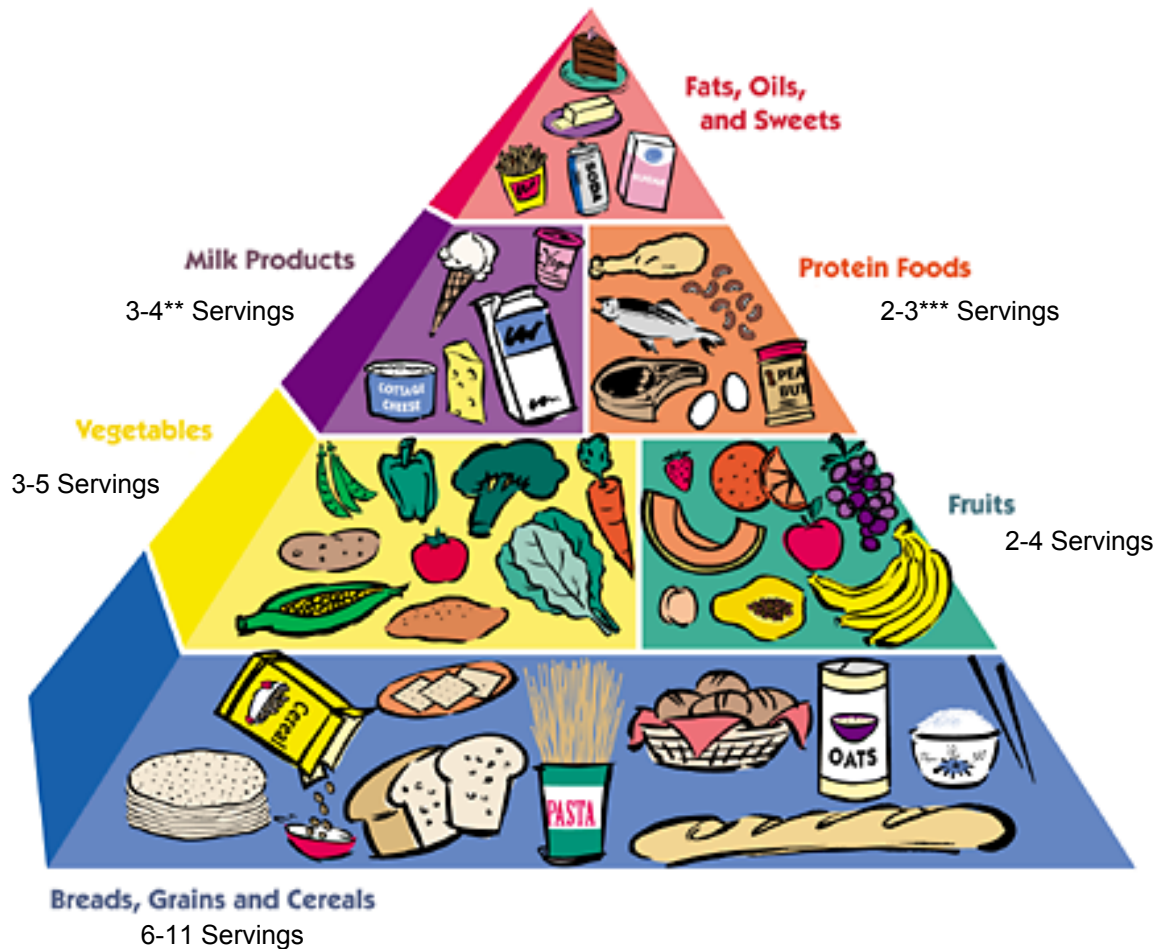 Fats, Oils,
and Sweets
SODA
SUGAR
Milk Products
3-4** Servings
Protein Foods
2-3*** Servings
COTTAGE
CHEESE
PEA
BUT
Vegetables
3-5 Servings
Fruits
2-4 Servings
Cereal
OATS
PASTA
Breads, Grains and Cereals
6-11 Servings